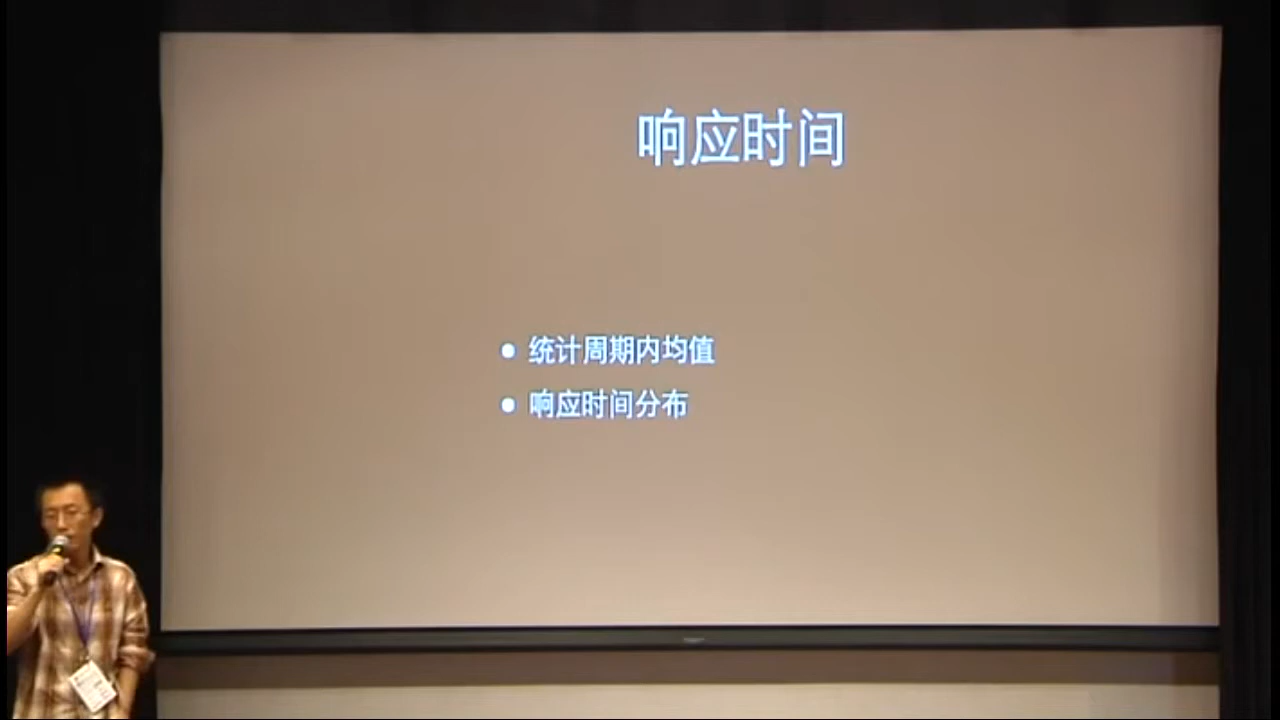 响应时间
• 统计周期内均值
• 响应时间分布